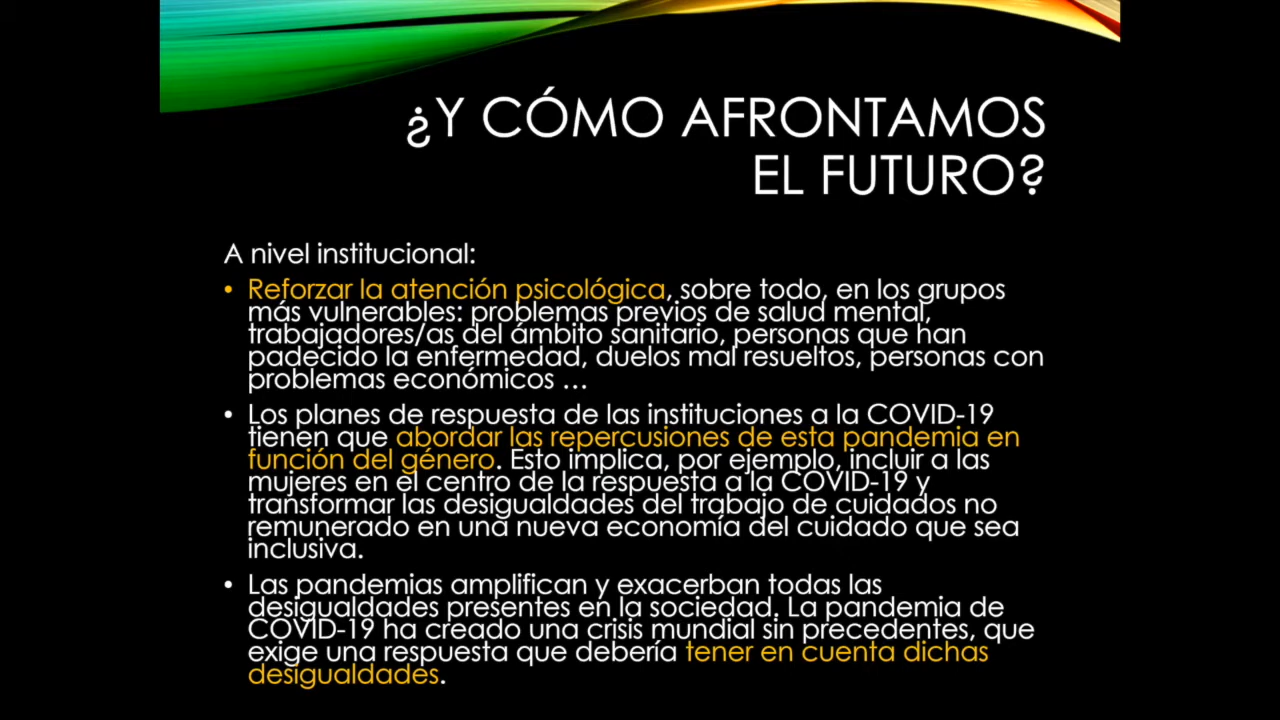 ¿Y CÓMO AFRONTAMOS
EL FUTURO?
A nivel institucional:
• Reforzar la atención psicológica, sobre todo, en los grupos
más vulnerables: problemas previos de salud mental,
trabajadores/as del ámbito sanitario, personas que han
padecido la enfermedad, duelos mal resueltos, personas con
problemas económicos …
• Los planes de respuesta de las instituciones a la COVID-19
tienen que abordar las repercusiones de esta pandemia en
función del género. Esto implica, por ejemplo, incluir a las
mujeres en el centro de la respuesta a la COVID-19 y
transformar las desigualdades del trabajo de cuidados no
remunerado en una nueva economía del cuidado que sea
inclusiva.
• Las pandemias amplifican y exacerban todas las
desigualdades presentes en la sociedad. La pandemia de
COVID-19 ha creado una crisis mundial sin precedentes, que
exige una respuesta que debería tener en cuenta dichas
desigualdades.